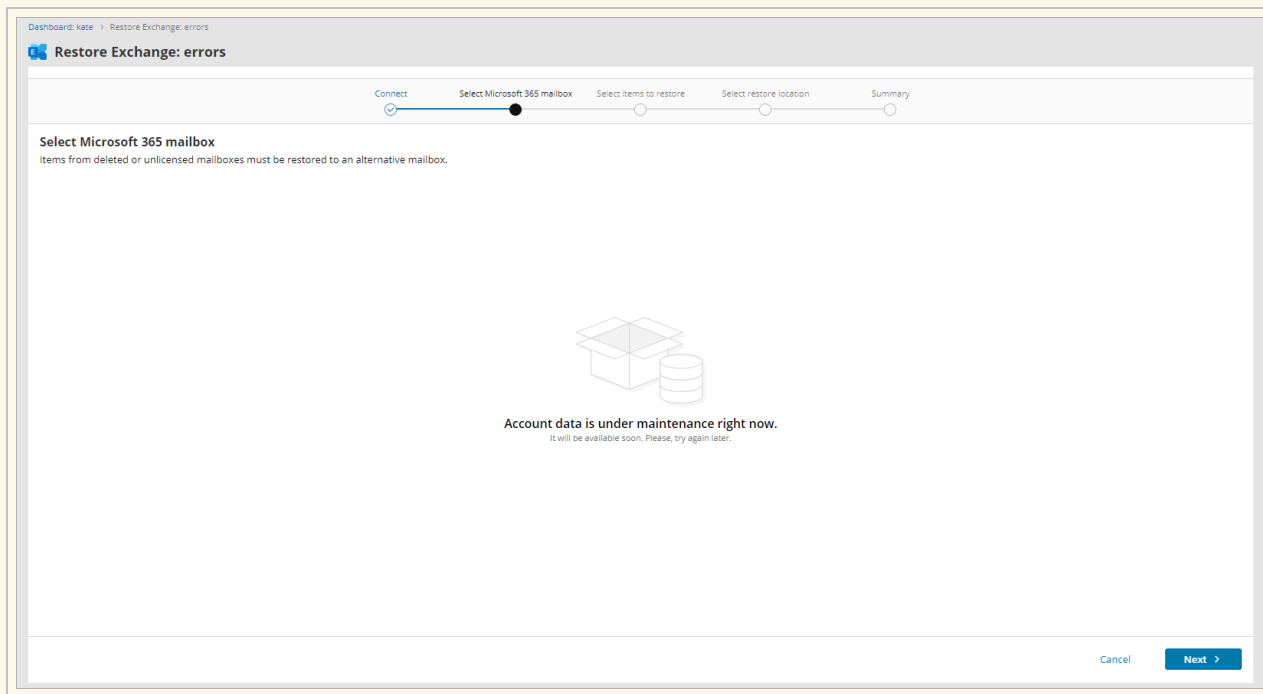 Dashboard: kate > Restore Exchange: errors
E Restore Exchange: errors
Connect Select Microsoft 365 mailbox Select items to restore Select restore location Summary
Select Microsoft 365 mailbox
Items from deleted or unlicensed mailboxes must be restored to an alternative mailbox.
Account data is under maintenance right now.
It will be available soon. Please, try again later.
Cancel Next >